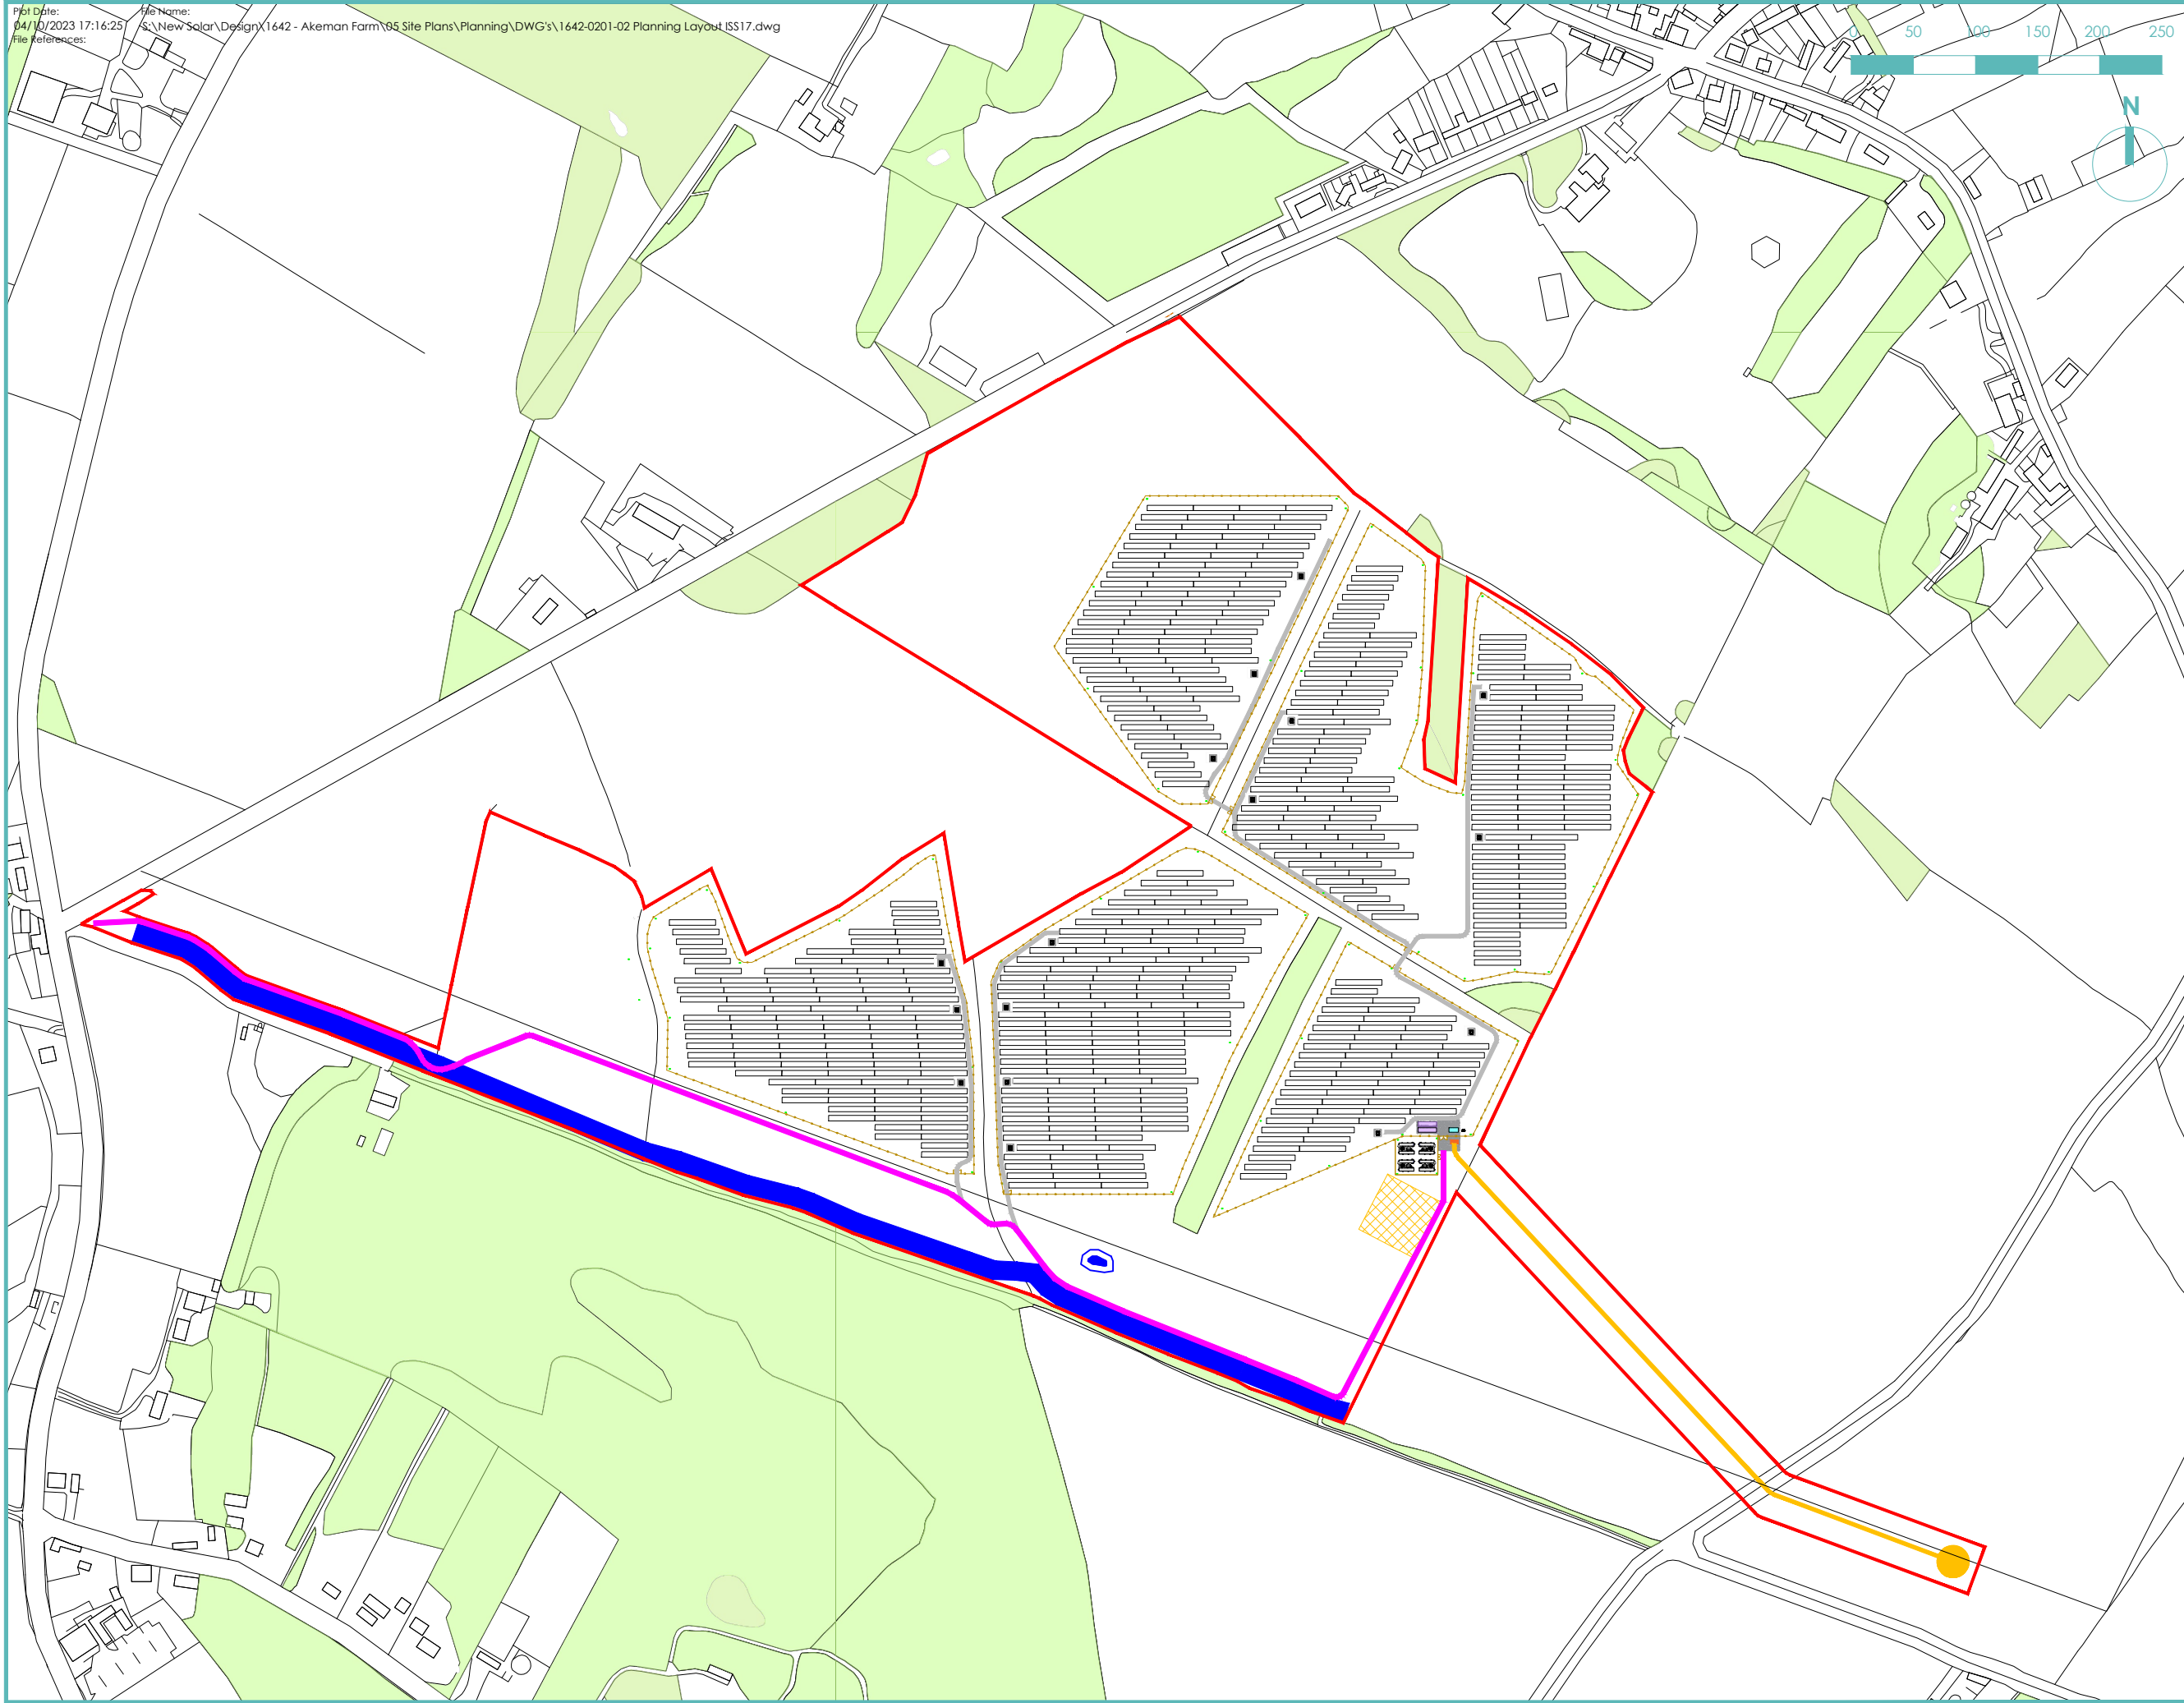 Plot Date: File Name:
04/10/2023 17:16:25 S:\New Solar\Design\1642 - Akeman Farm\05 Site Plans\Planning\DWG's\1642-0201-02 Planning Layout ISS17.dwg
File References:
0 50 100 150 200 250
N